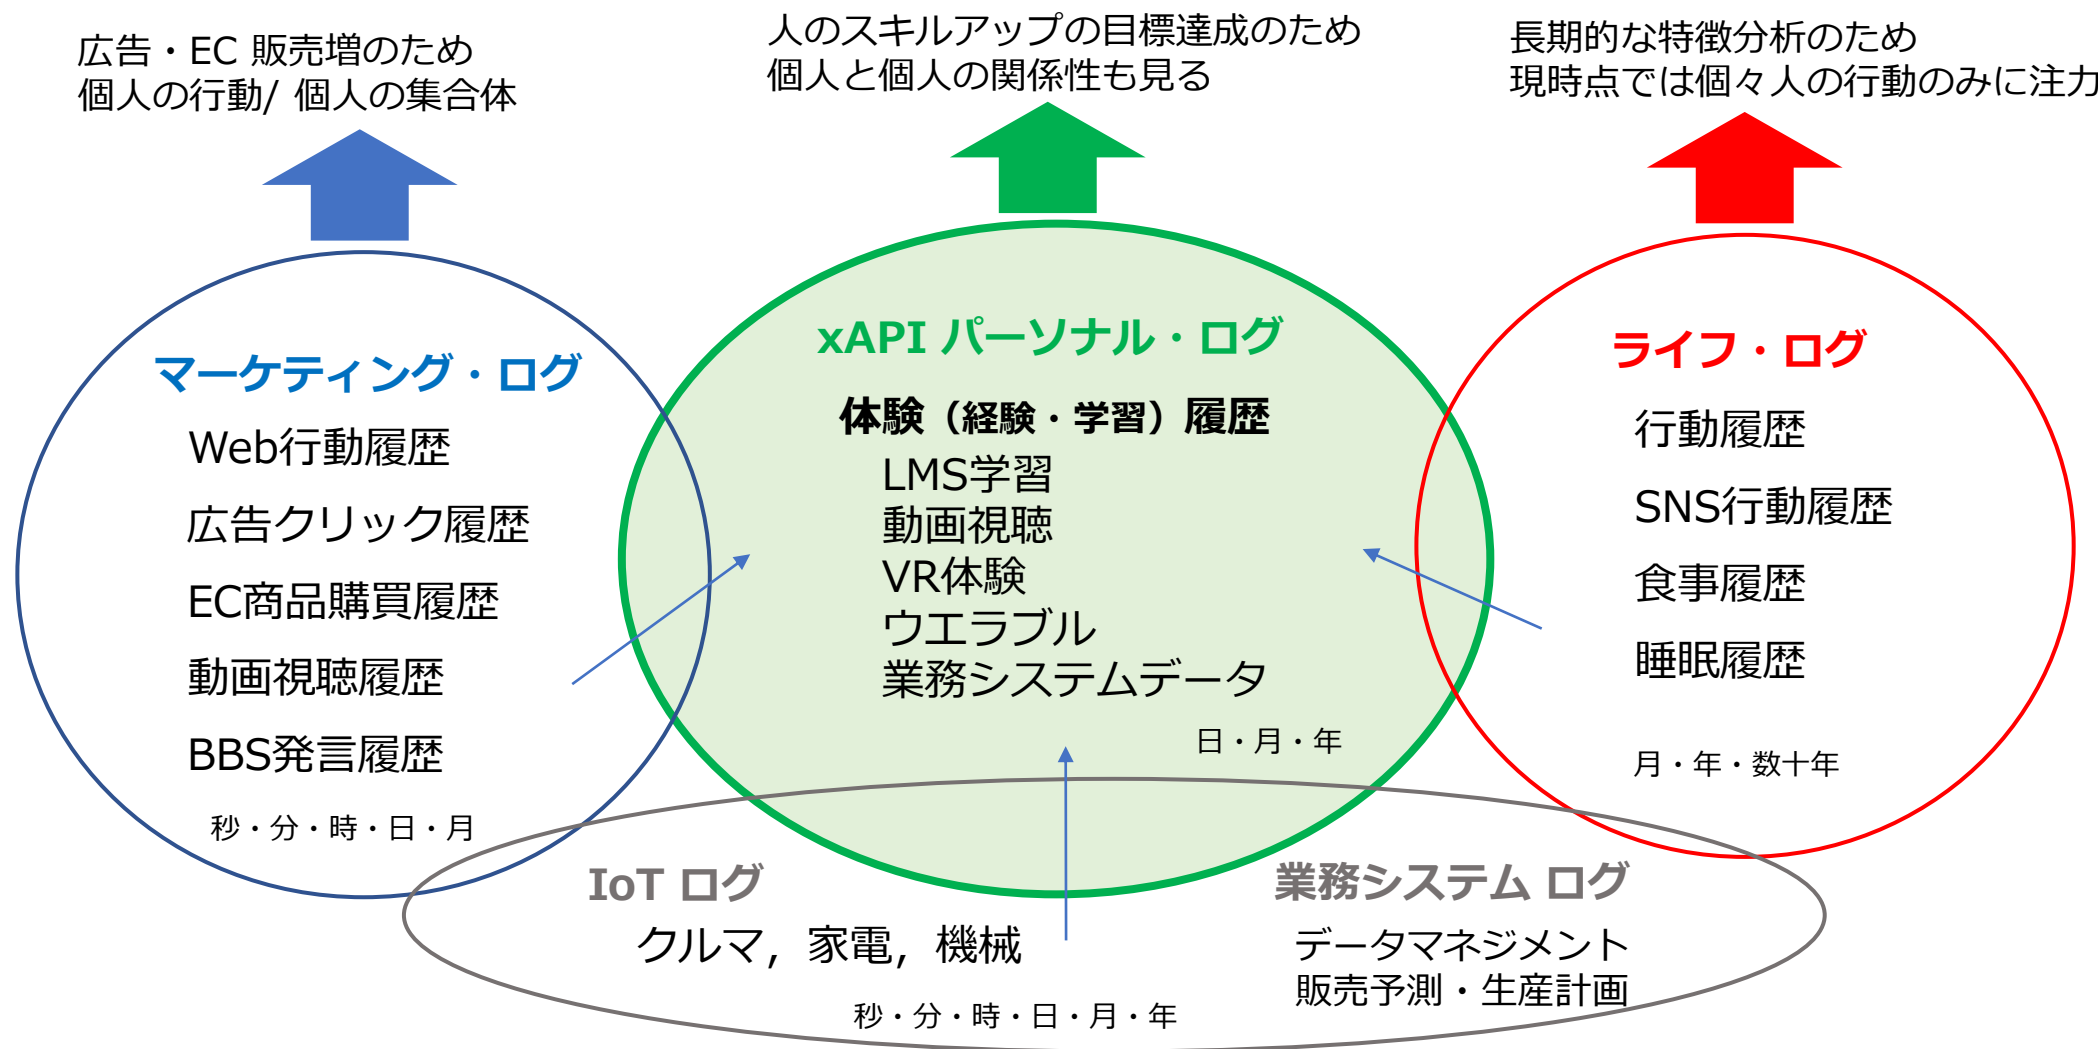 広告・EC 販売増のため
個人の行動/ 個人の集合体
人のスキルアップの目標達成のため
個人と個人の関係性も見る
長期的な特徴分析のため
現時点では個々人の行動のみに注力
マーケティング・ログ
Web行動履歴
広告クリック履歴
EC商品購買履歴
動画視聴履歴
BBS発言履歴
秒・分・時・日・月
xAPI パーソナル・ログ
体験（経験・学習）履歴
LMS学習
動画視聴
VR体験
ウエラブル
業務システムデータ
日・月・年
ライフ・ログ
行動履歴
SNS行動履歴
食事履歴
睡眠履歴
月・年・数十年
IoT ログ
クルマ，家電，機械
秒・分・時・日・月・年
業務システム ログ
データマネジメント
販売予測・生産計画